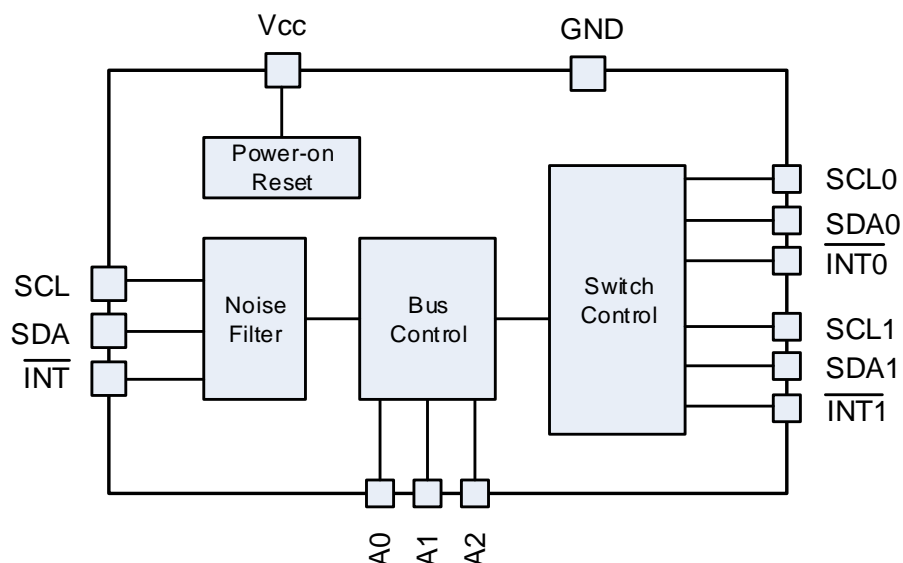 Vcc
GND
Power-on
Reset
SCL0
SDA0
INT0
SCL
SDA
INT
Noise
Filter
Bus
Control
Switch
Control
SCL1
SDA1
INT1
A0
A1
A2